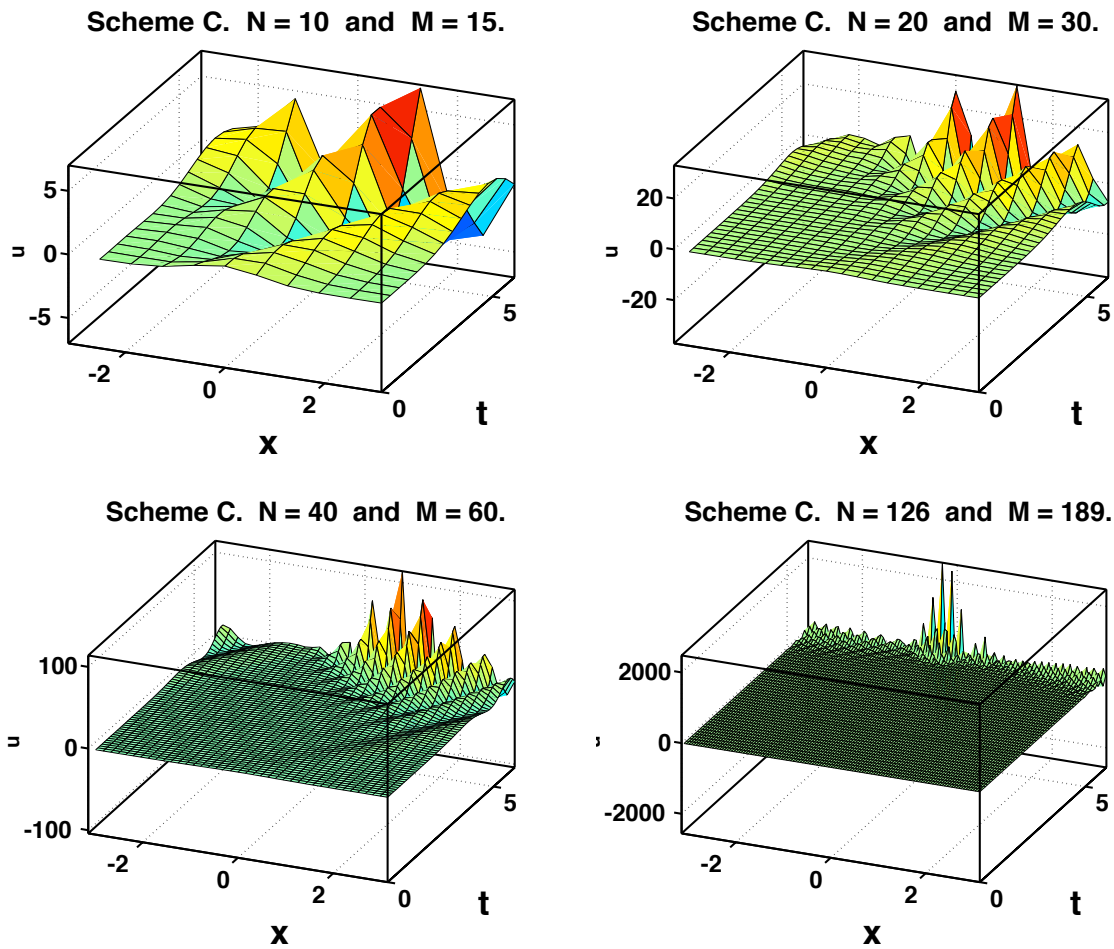 Scheme C. N = 10 and M = 15.
5
0
-5
u
-2
0
2
x
0
5
t
Scheme C. N = 20 and M = 30.
20
0
-20
u
-2
0
2
x
0
5
t
Scheme C. N = 40 and M = 60.
100
0
-100
u
-2
0
2
x
0
5
t
Scheme C. N = 126 and M = 189.
2000
0
-2000
-2
0
2
x
0
5
t